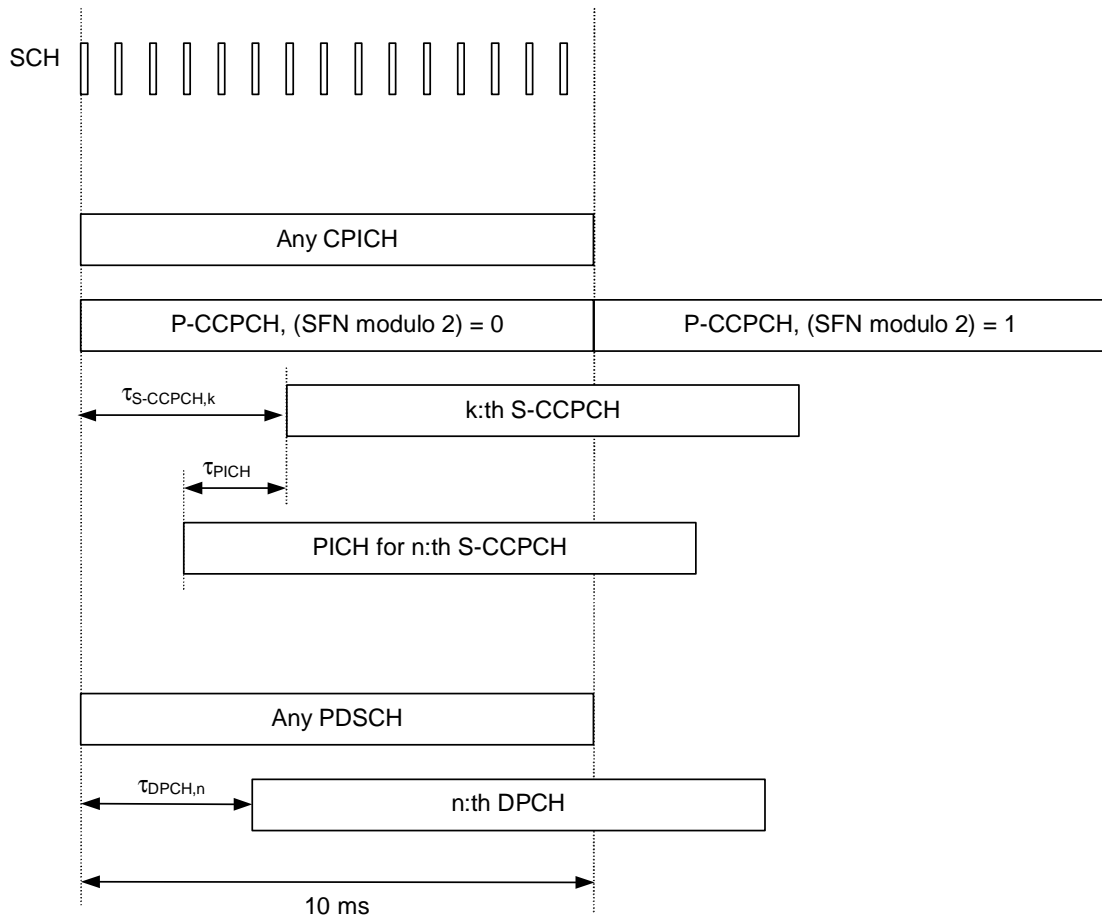 SCH
Any CPICH
P-CCPCH, (SFN modulo 2) = 0
P-CCPCH, (SFN modulo 2) = 1
τS-CCPCH,k
k:th S-CCPCH
τPICH
PICH for n:th S-CCPCH
Any PDSCH
τDPCH,n
n:th DPCH
10 ms